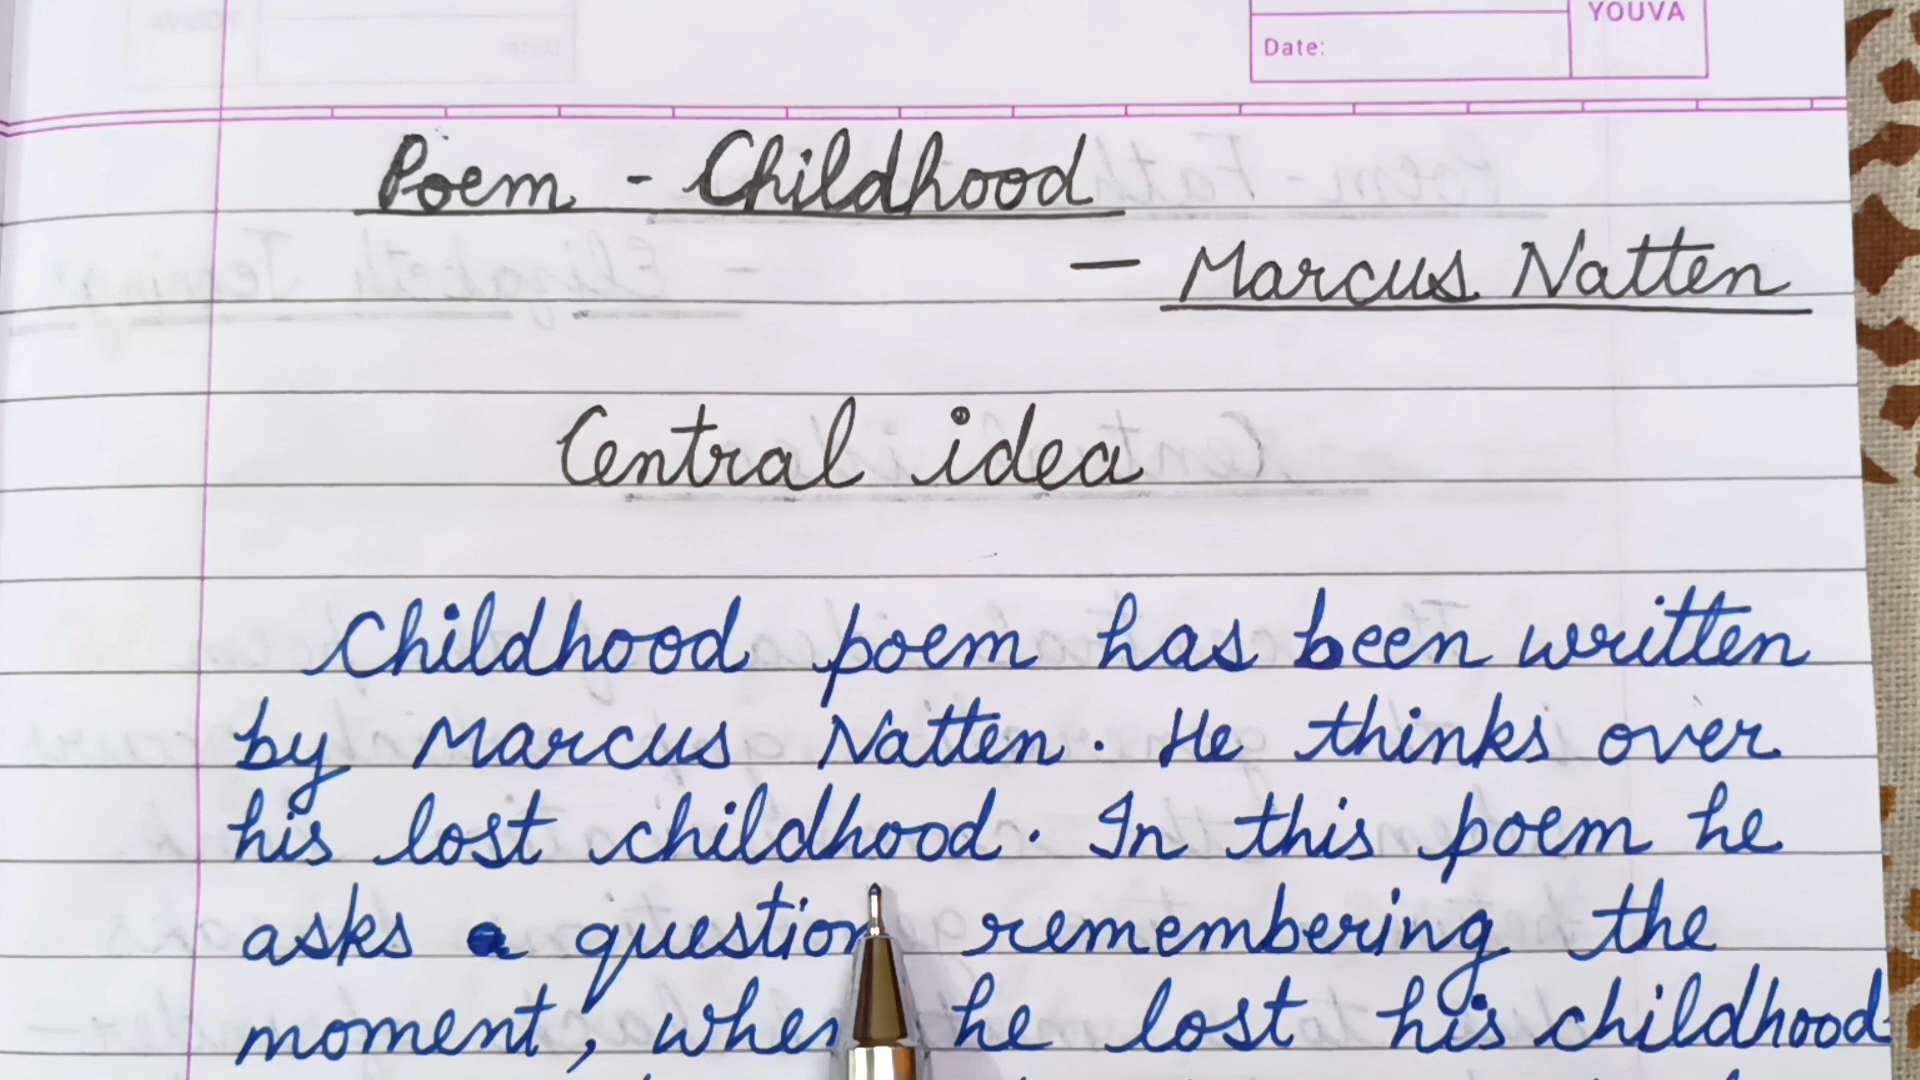 YOUVA
Date:
Poem - Childhood
- Marcus Natten
Central idea
Childhood poem has been written
by Marcus Natten. He thinks over
his lost childhood. In this poem he
asks a question remembering the
moment, when he lost his childhood.